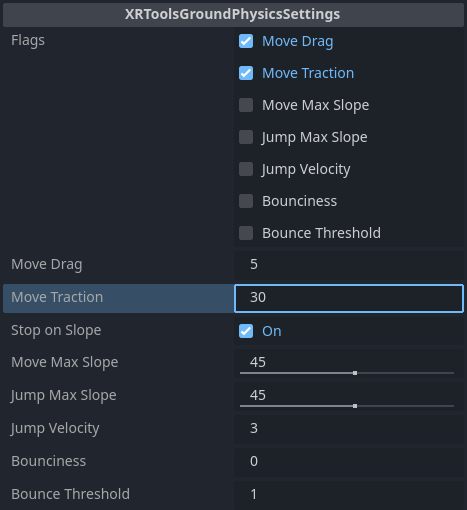 XRToolsGroundPhysicsSettings
Flags
Move Drag
Move Traction
Move Max Slope
Jump Max Slope
Jump Velocity
Bounciness
Bounce Threshold
Move Drag 5
Move Traction 30
Stop on Slope On
Move Max Slope 45
Jump Max Slope 45
Jump Velocity 3
Bounciness 0
Bounce Threshold 1